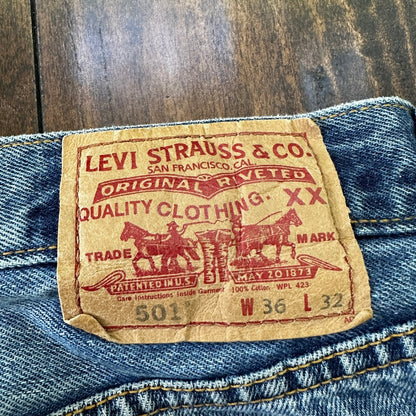 LEVI STRAUSS & CO.
SAN FRANCISCO, CAL.
ORIGINAL RIVETED
QUALITY CLOTHING. XX
TRADE MARK
PATENTED IN U.S. MAY 20 1873
Care Instructions Inside Garment 100% Cotton WPL 423
501 W 36 L 32